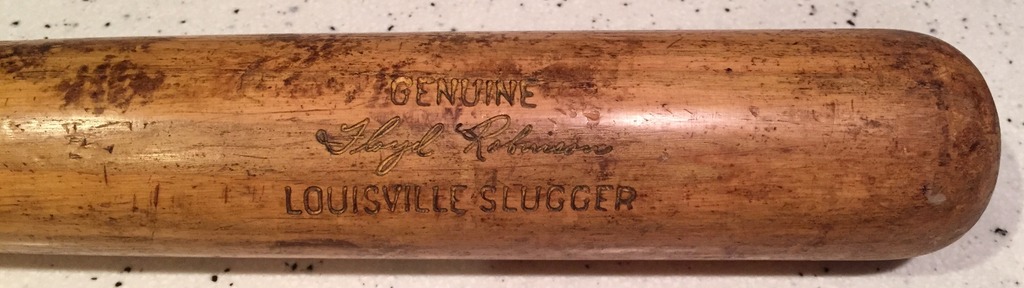 GENUINE
Floyd Robinson
LOUISVILLE SLUGGER